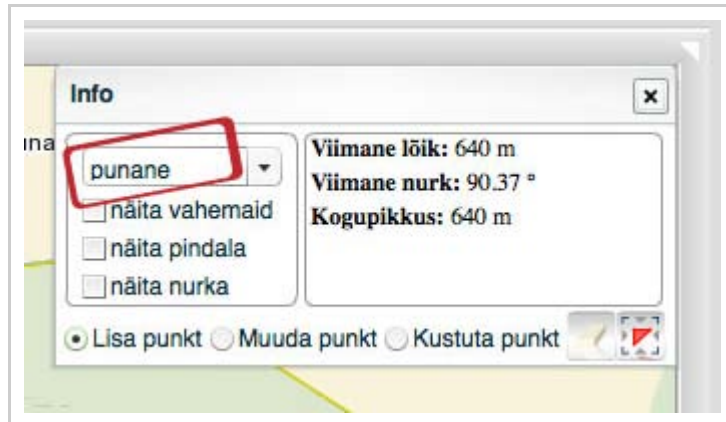 Info
ına
punane
näita vahemaid
näita pindala
näita nurka
Viimane lõik: 640 m
Viimane nurk: 90.37 °
Kogupikkus: 640 m
Lisa punkt Muuda punkt Kustuta punkt